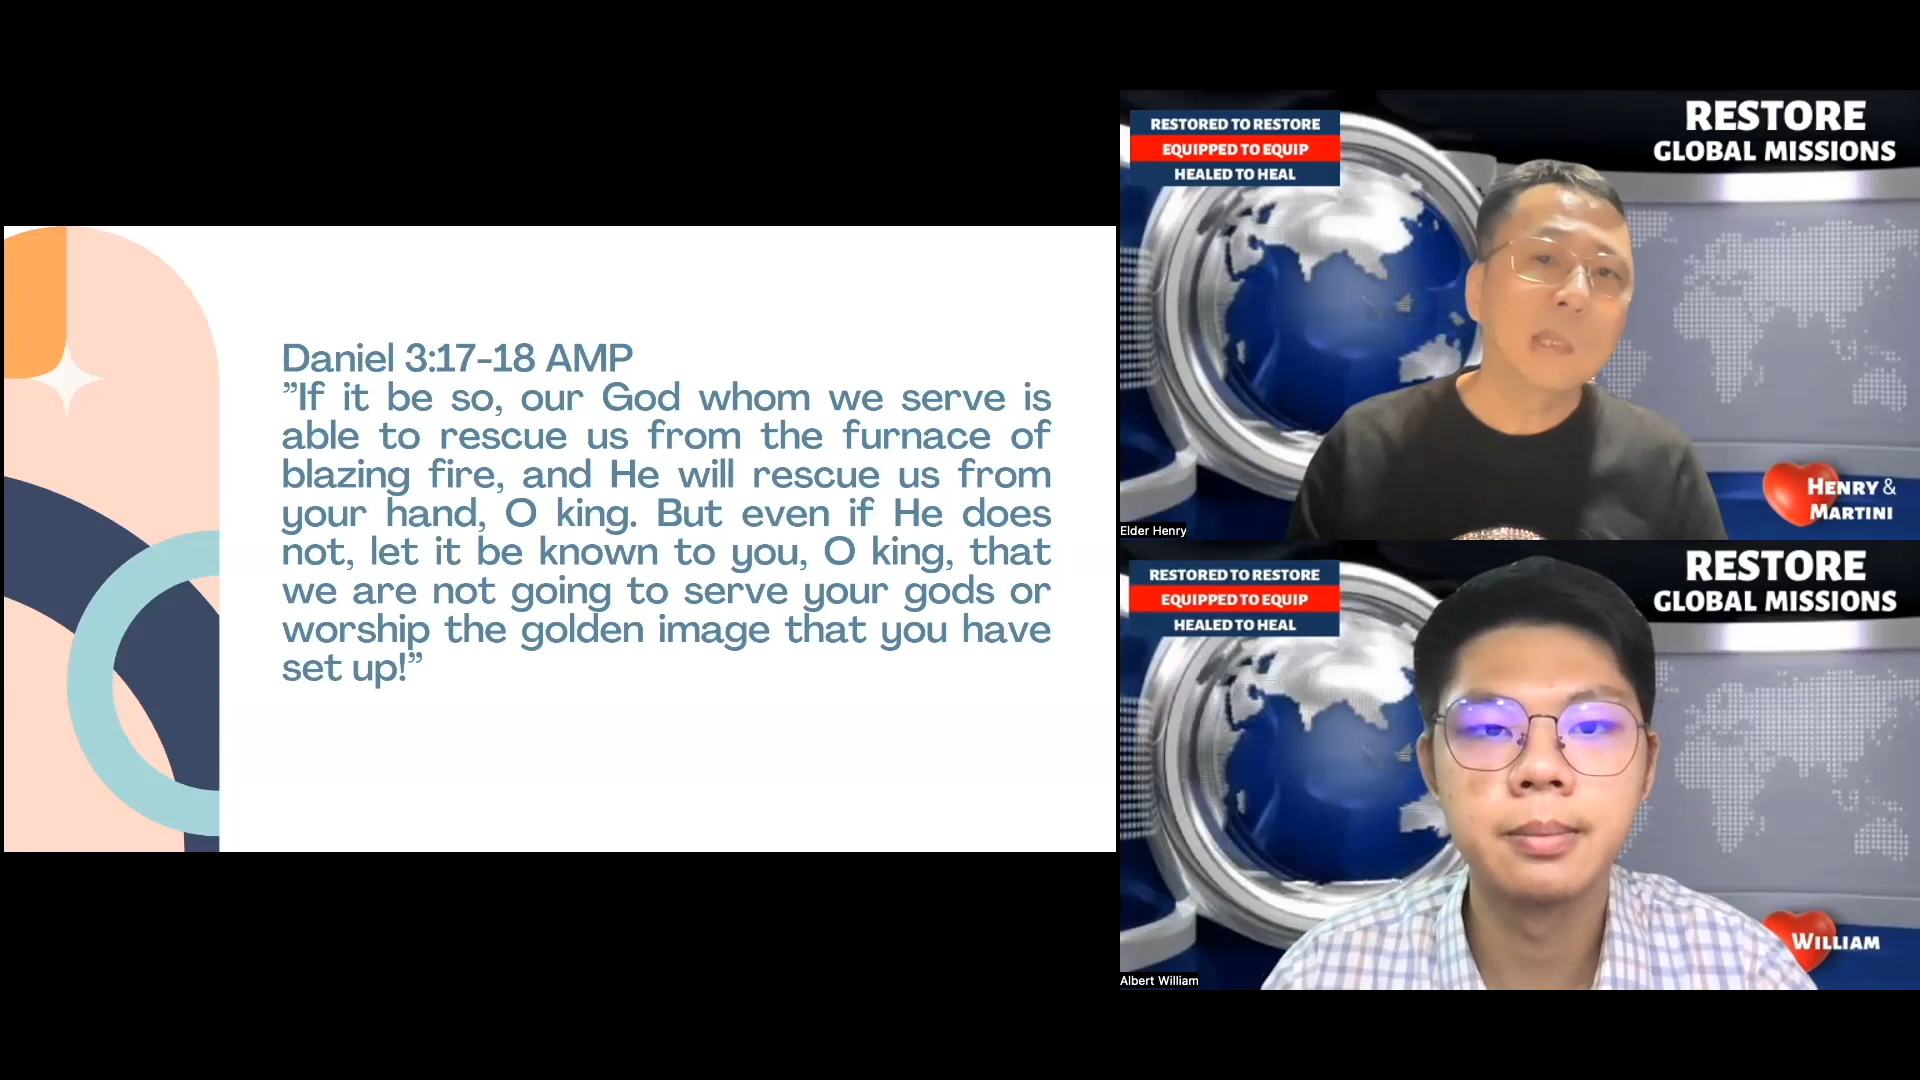 Daniel 3:17-18 AMP
”If it be so, our God whom we serve is
able to rescue us from the furnace of
blazing fire, and He will rescue us from
your hand, O king. But even if He does
not, let it be known to you, O king, that
we are not going to serve your gods or
worship the golden image that you have
set up!”
RESTORED TO RESTORE
EQUIPPED TO EQUIP
HEALED TO HEAL
RESTORE
GLOBAL MISSIONS
HENRY &
MARTINI
Elder Henry
RESTORED TO RESTORE
EQUIPPED TO EQUIP
HEALED TO HEAL
RESTORE
GLOBAL MISSIONS
WILLIAM
Albert William